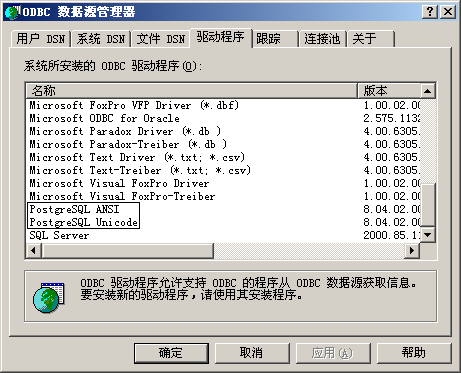 ODBC 数据源管理器
用户 DSN 系统 DSN 文件 DSN 驱动程序 跟踪 连接池 关于
系统所安装的 ODBC 驱动程序(D):
名称 版本
Microsoft FoxPro VFP Driver (*.dbf) 1.00.02.00
Microsoft ODBC for Oracle 2.575.1132
Microsoft Paradox Driver (*.db ) 4.00.6305.
Microsoft Paradox-Treiber (*.db ) 4.00.6305.
Microsoft Text Driver (*.txt; *.csv) 4.00.6305.
Microsoft Text-Treiber (*.txt; *.csv) 4.00.6305.
Microsoft Visual FoxPro Driver 1.00.02.00
Microsoft Visual FoxPro-Treiber 1.00.02.00
PostgreSQL ANSI 8.04.02.00
PostgreSQL Unicode 8.04.02.00
SQL Server 2000.85.11
ODBC 驱动程序允许支持 ODBC 的程序从 ODBC 数据源获取信息。
要安装新的驱动程序,请使用其安装程序。
确定 取消 应用(A) 帮助